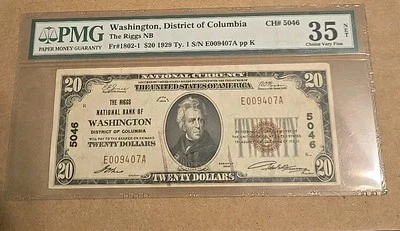 PMG
PAPER MONEY GUARANTY
Washington, District of Columbia
CH# 5046
The Riggs NB
Fr#1802-1 $20 1929 Ty. 1 S/N E009407A pp K
35 NET
Choice Very Fine
NATIONAL CURRENCY
THE UNITED STATES OF AMERICA
20
20
THE RIGGS
NATIONAL BANK OF
WASHINGTON
DISTRICT OF COLUMBIA
WILL PAY TO THE BEARER ON DEMAND
TWENTY DOLLARS
5046
5046
E009407A
E009407A
20
TWENTY DOLLARS
20